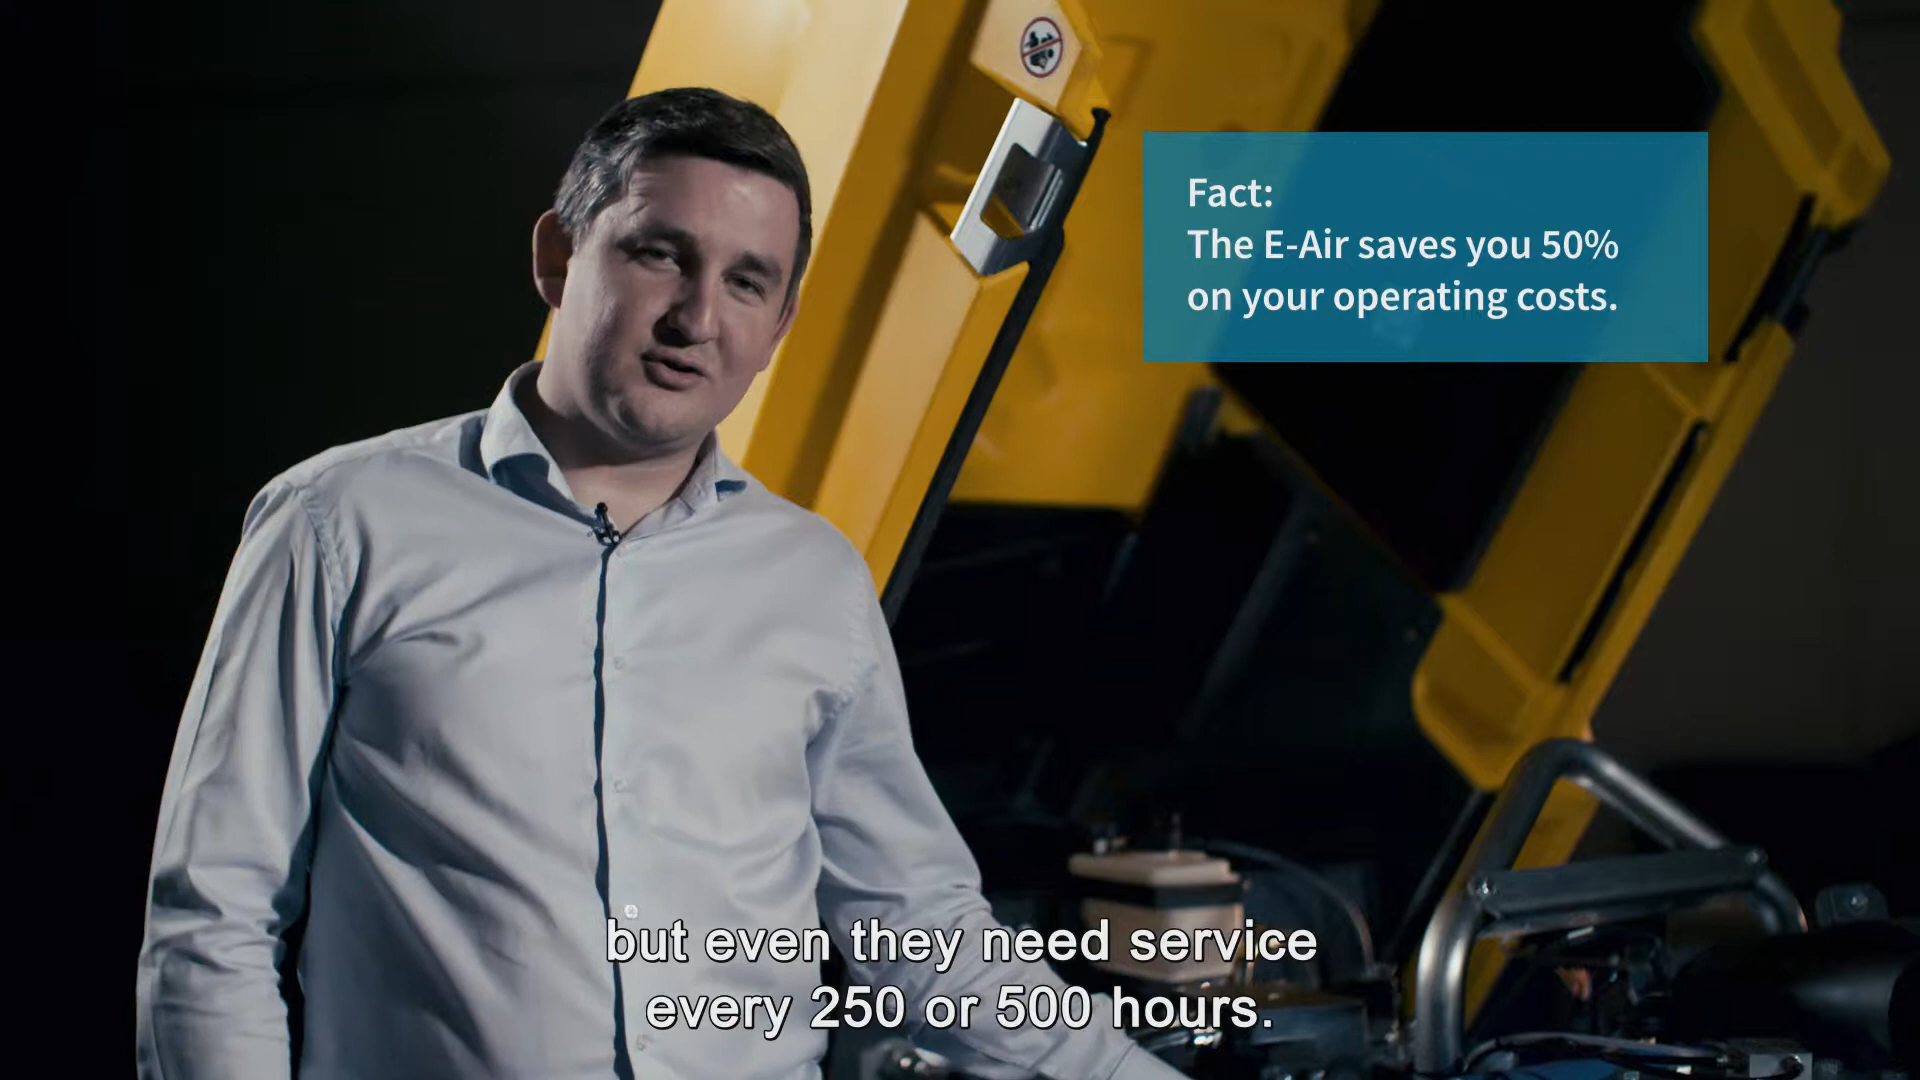 Fact:
The E-Air saves you 50%
on your operating costs.
but even they need service
every 250 or 500 hours.